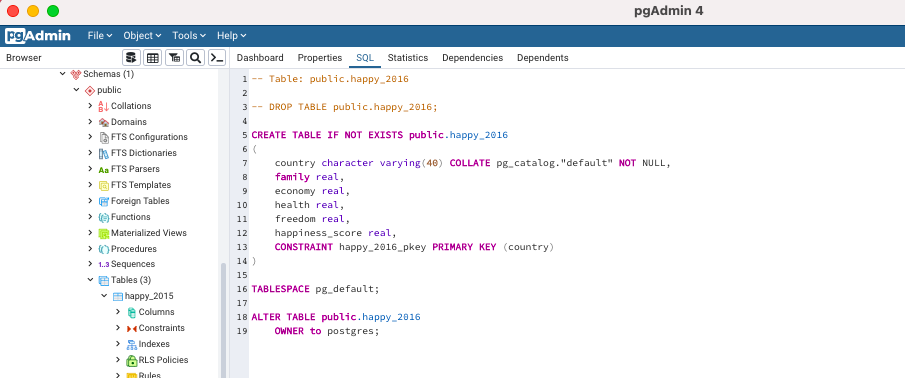 pgAdmin 4
pgAdmin File Object Tools Help
Browser Dashboard Properties SQL Statistics Dependencies Dependents
Schemas (1)
public
Collations
Domains
FTS Configurations
FTS Dictionaries
Aa FTS Parsers
FTS Templates
Foreign Tables
Functions
Materialized Views
Procedures
1..3 Sequences
Tables (3)
happy_2015
Columns
Constraints
Indexes
RLS Policies
Rules
1 -- Table: public.happy_2016
2
3 -- DROP TABLE public.happy_2016;
4
5 CREATE TABLE IF NOT EXISTS public.happy_2016
6 (
7 country character varying(40) COLLATE pg_catalog."default" NOT NULL,
8 family real,
9 economy real,
10 health real,
11 freedom real,
12 happiness_score real,
13 CONSTRAINT happy_2016_pkey PRIMARY KEY (country)
14 )
15
16 TABLESPACE pg_default;
17
18 ALTER TABLE public.happy_2016
19 OWNER to postgres;